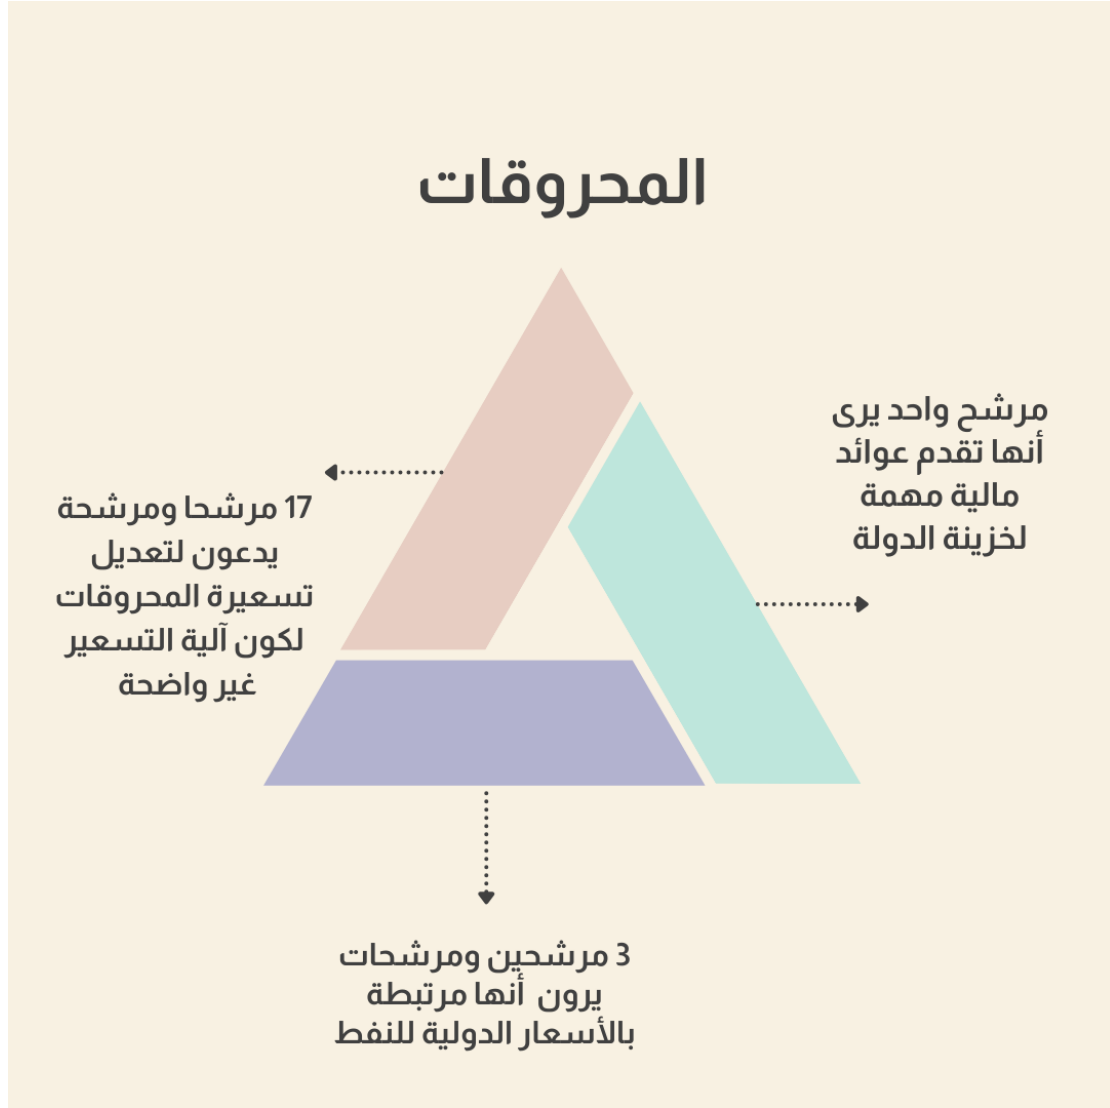 المحروقات
مرشح واحد يرى
أنها تقدم عوائد
مالية مهمة
لخزينة الدولة
17 مرشحا ومرشحة
يدعون لتعديل
تسعيرة المحروقات
لكون آلية التسعير
غير واضحة
3 مرشحين ومرشحات
يرون أنها مرتبطة
بالأسعار الدولية للنفط